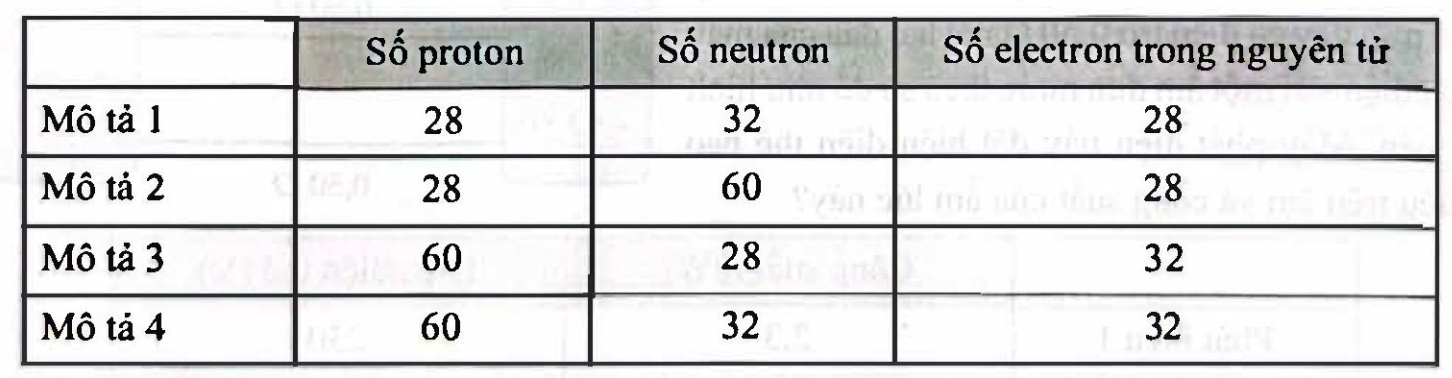 Số proton Số neutron Số electron trong nguyên tử
Mô tả 1 28 32 28
Mô tả 2 28 60 28
Mô tả 3 60 28 32
Mô tả 4 60 32 32